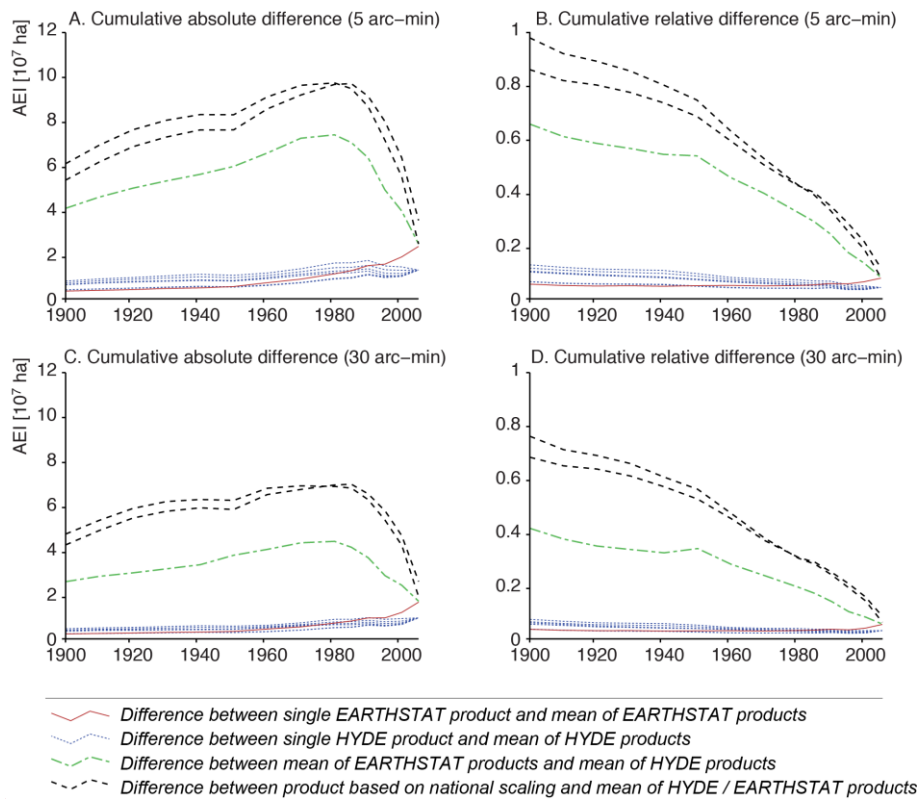 A. Cumulative absolute difference (5 arc−min)
AEI [10⁷ ha]
12
10
8
6
4
2
0
1900 1920 1940 1960 1980 2000
B. Cumulative relative difference (5 arc−min)
1
0.8
0.6
0.4
0.2
0
1900 1920 1940 1960 1980 2000
C. Cumulative absolute difference (30 arc−min)
AEI [10⁷ ha]
12
10
8
6
4
2
0
1900 1920 1940 1960 1980 2000
D. Cumulative relative difference (30 arc−min)
1
0.8
0.6
0.4
0.2
0
1900 1920 1940 1960 1980 2000
Difference between single EARTHSTAT product and mean of EARTHSTAT products
Difference between single HYDE product and mean of HYDE products
Difference between mean of EARTHSTAT products and mean of HYDE products
Difference between product based on national scaling and mean of HYDE / EARTHSTAT products